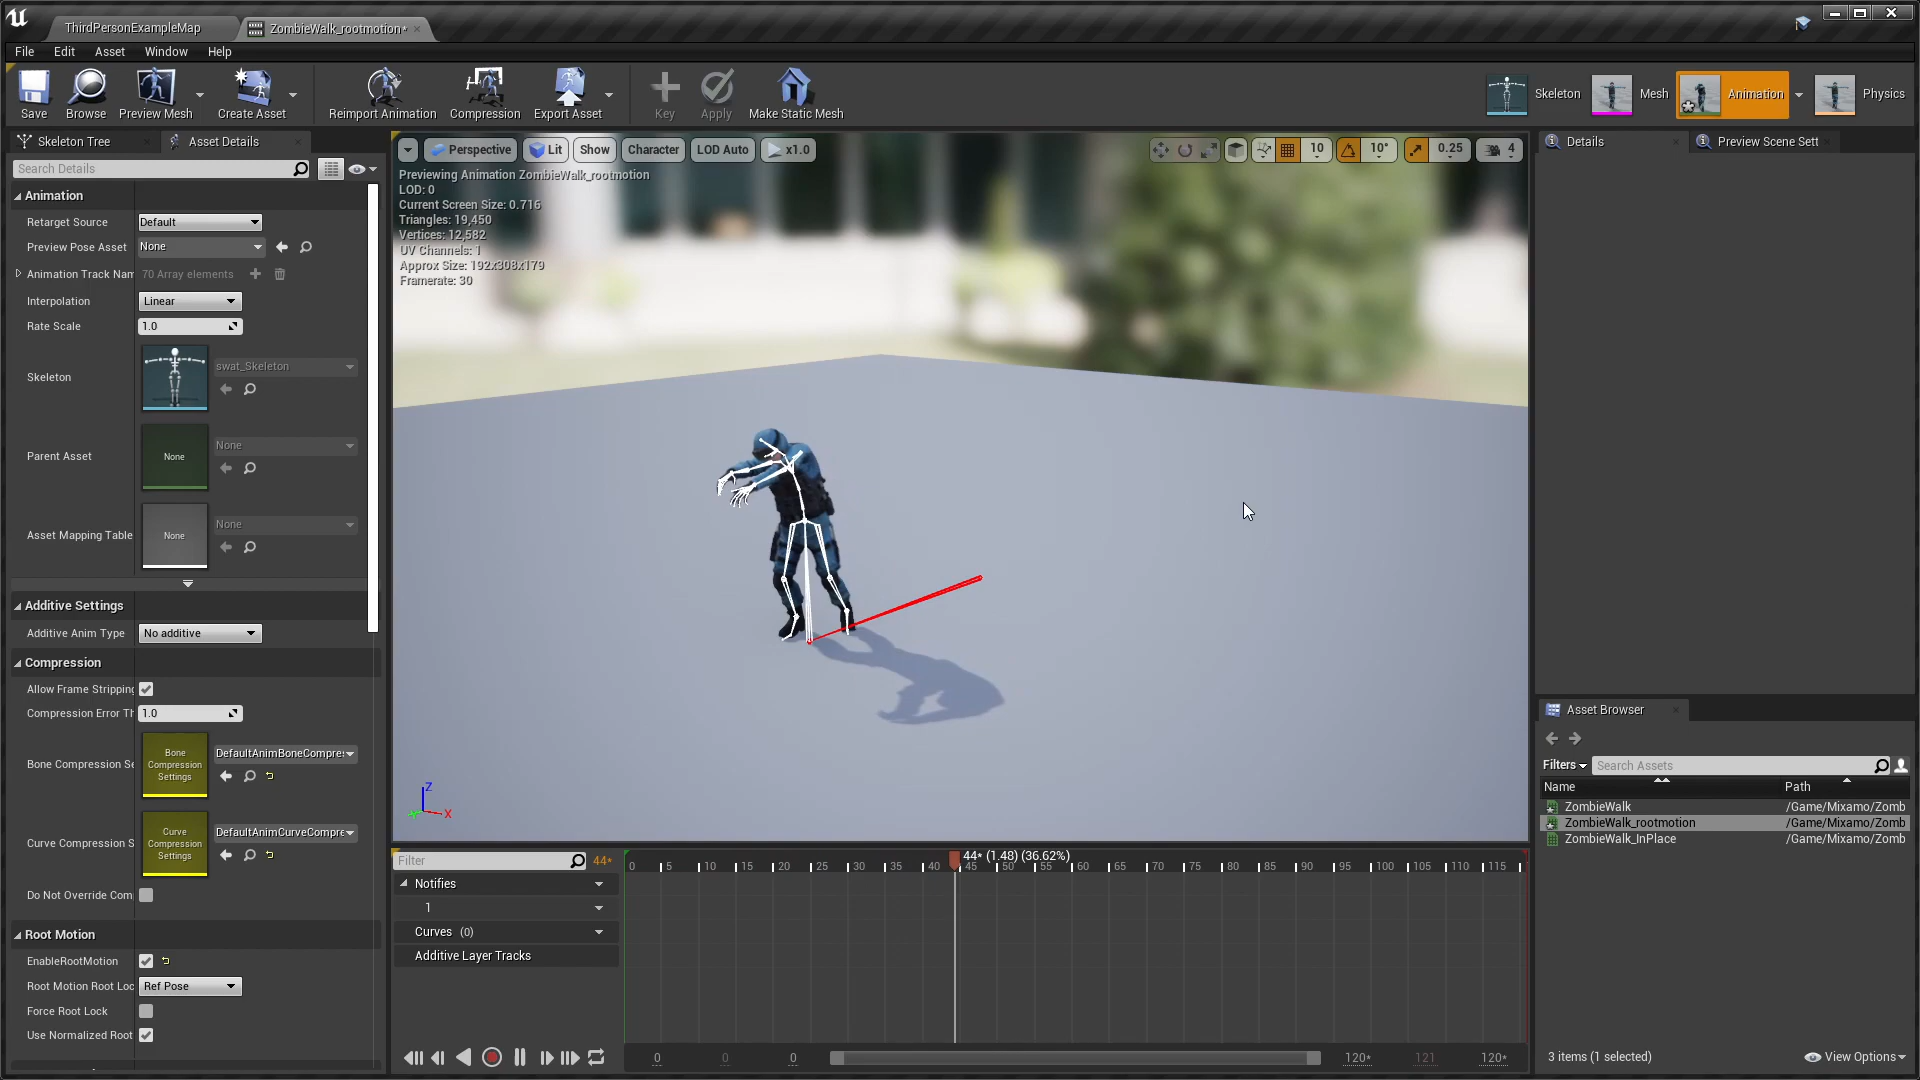 ThirdPersonExampleMap
ZombieWalk_rootmotion*
File Edit Asset Window Help
Save Browse Preview Mesh Create Asset Reimport Animation Compression Export Asset Key Apply Make Static Mesh
Skeleton Mesh Animation Physics
Skeleton Tree Asset Details
Search Details
Animation
Retarget Source Default
Preview Pose Asset None
Animation Track Nam 70 Array elements
Interpolation Linear
Rate Scale 1.0
Skeleton swat_Skeleton
Parent Asset None None
Asset Mapping Table None None
Additive Settings
Additive Anim Type No additive
Compression
Allow Frame Stripping
Compression Error Th 1.0
Bone Compression Se Bone Compression Settings DefaultAnimBoneCompres
Curve Compression S Curve Compression Settings DefaultAnimCurveCompre
Do Not Override Com
Root Motion
EnableRootMotion
Root Motion Root Loc Ref Pose
Force Root Lock
Use Normalized Root
Perspective Lit Show Character LOD Auto x1.0
10 10° 0.25 4
Previewing Animation ZombieWalk_rootmotion
LOD: 0
Current Screen Size: 0.716
Triangles: 19,450
Vertices: 12,582
UV Channels: 1
Approx Size: 192x308x179
Framerate: 30
Z
X
Filter 44*
44* (1.48) (36.62%)
0 5 10 15 20 25 30 35 40 45 50 55 60 65 70 75 80 85 90 95 100 105 110 115
Notifies
1
Curves (0)
Additive Layer Tracks
0 0 0 120* 121 120*
Details Preview Scene Sett
Asset Browser
Filters Search Assets
Name Path
ZombieWalk /Game/Mixamo/Zomb
ZombieWalk_rootmotion /Game/Mixamo/Zomb
ZombieWalk_InPlace /Game/Mixamo/Zomb
3 items (1 selected) View Options